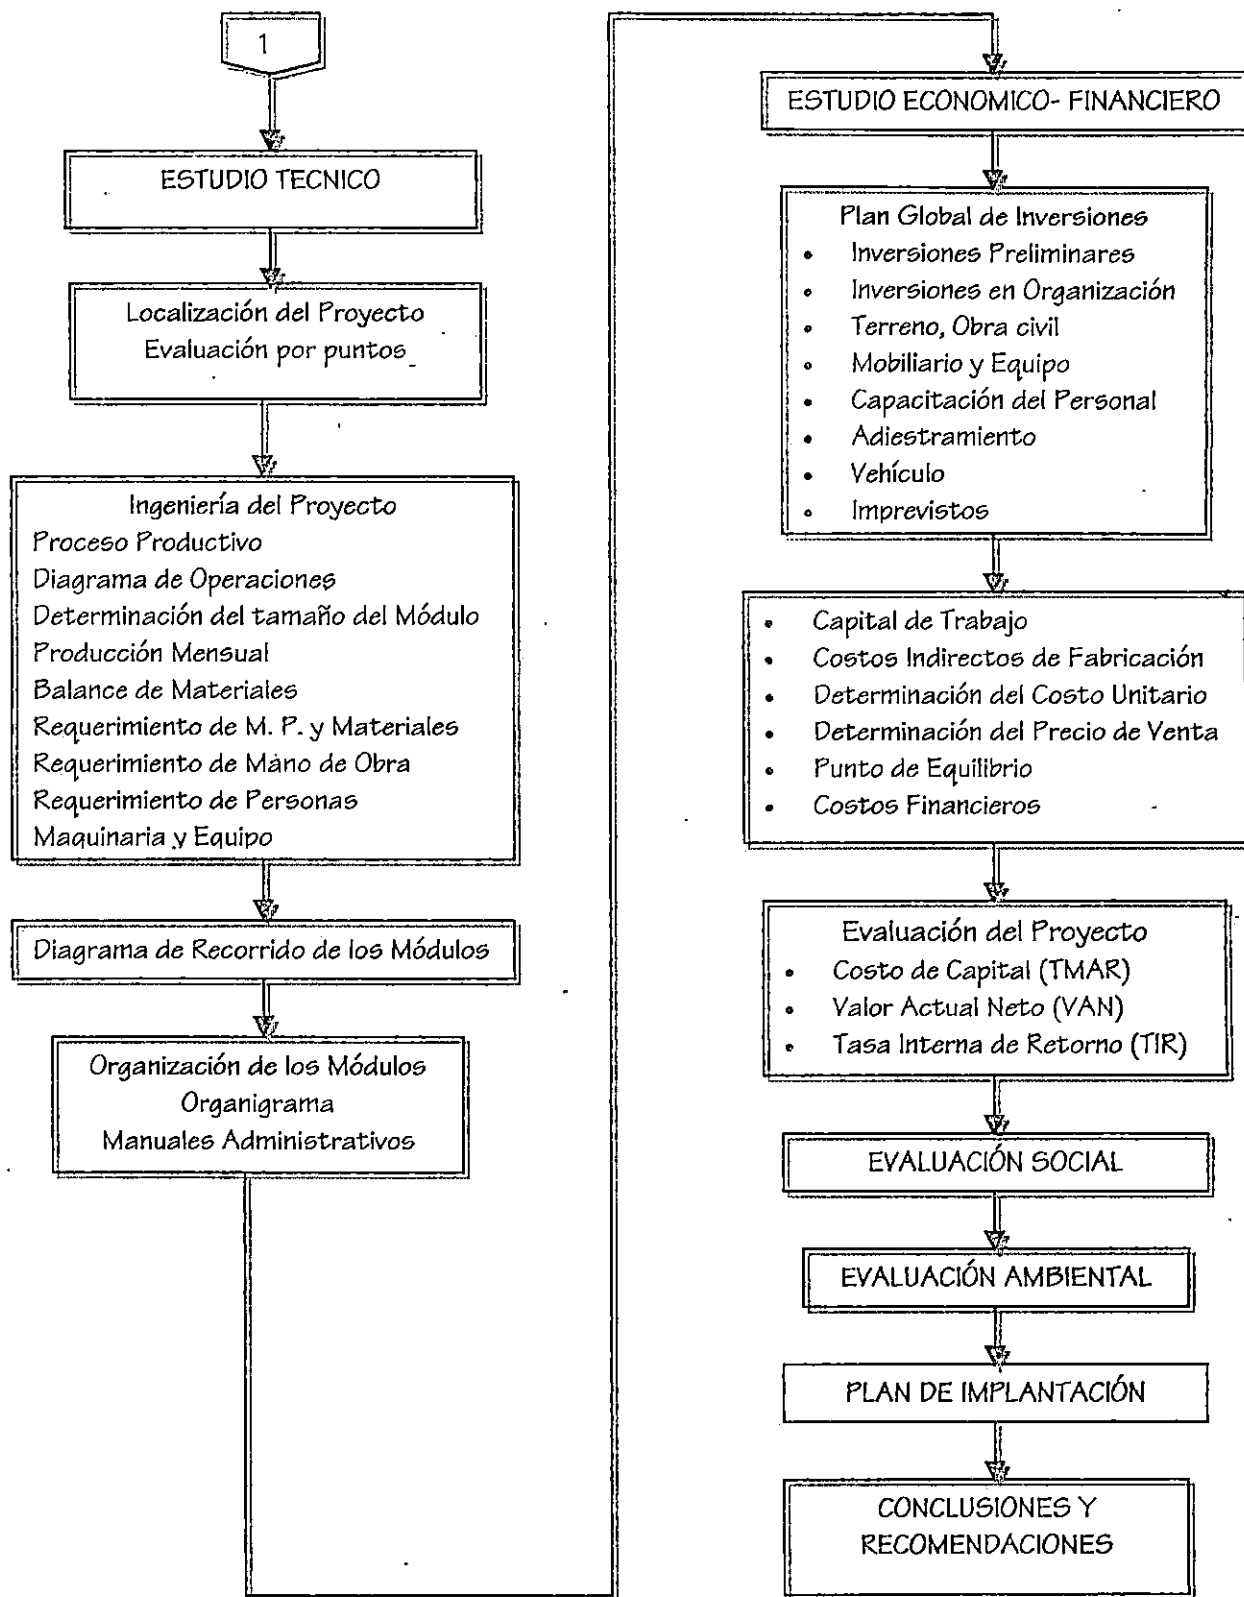 1
ESTUDIO TECNICO
Localización del Proyecto
Evaluación por puntos
Ingeniería del Proyecto
Proceso Productivo
Diagrama de Operaciones
Determinación del tamaño del Módulo
Producción Mensual
Balance de Materiales
Requerimiento de M. P. y Materiales
Requerimiento de Mano de Obra
Requerimiento de Personas
Maquinaria y Equipo
Diagrama de Recorrido de los Módulos
Organización de los Módulos
Organigrama
Manuales Administrativos
ESTUDIO ECONOMICO- FINANCIERO
Plan Global de Inversiones
• Inversiones Preliminares
• Inversiones en Organización
• Terreno, Obra civil
• Mobiliario y Equipo
• Capacitación del Personal
• Adiestramiento
• Vehículo
• Imprevistos
• Capital de Trabajo
• Costos Indirectos de Fabricación
• Determinación del Costo Unitario
• Determinación del Precio de Venta
• Punto de Equilibrio
• Costos Financieros
Evaluación del Proyecto
• Costo de Capital (TMAR)
• Valor Actual Neto (VAN)
• Tasa Interna de Retorno (TIR)
EVALUACIÓN SOCIAL
EVALUACIÓN AMBIENTAL
PLAN DE IMPLANTACIÓN
CONCLUSIONES Y
RECOMENDACIONES